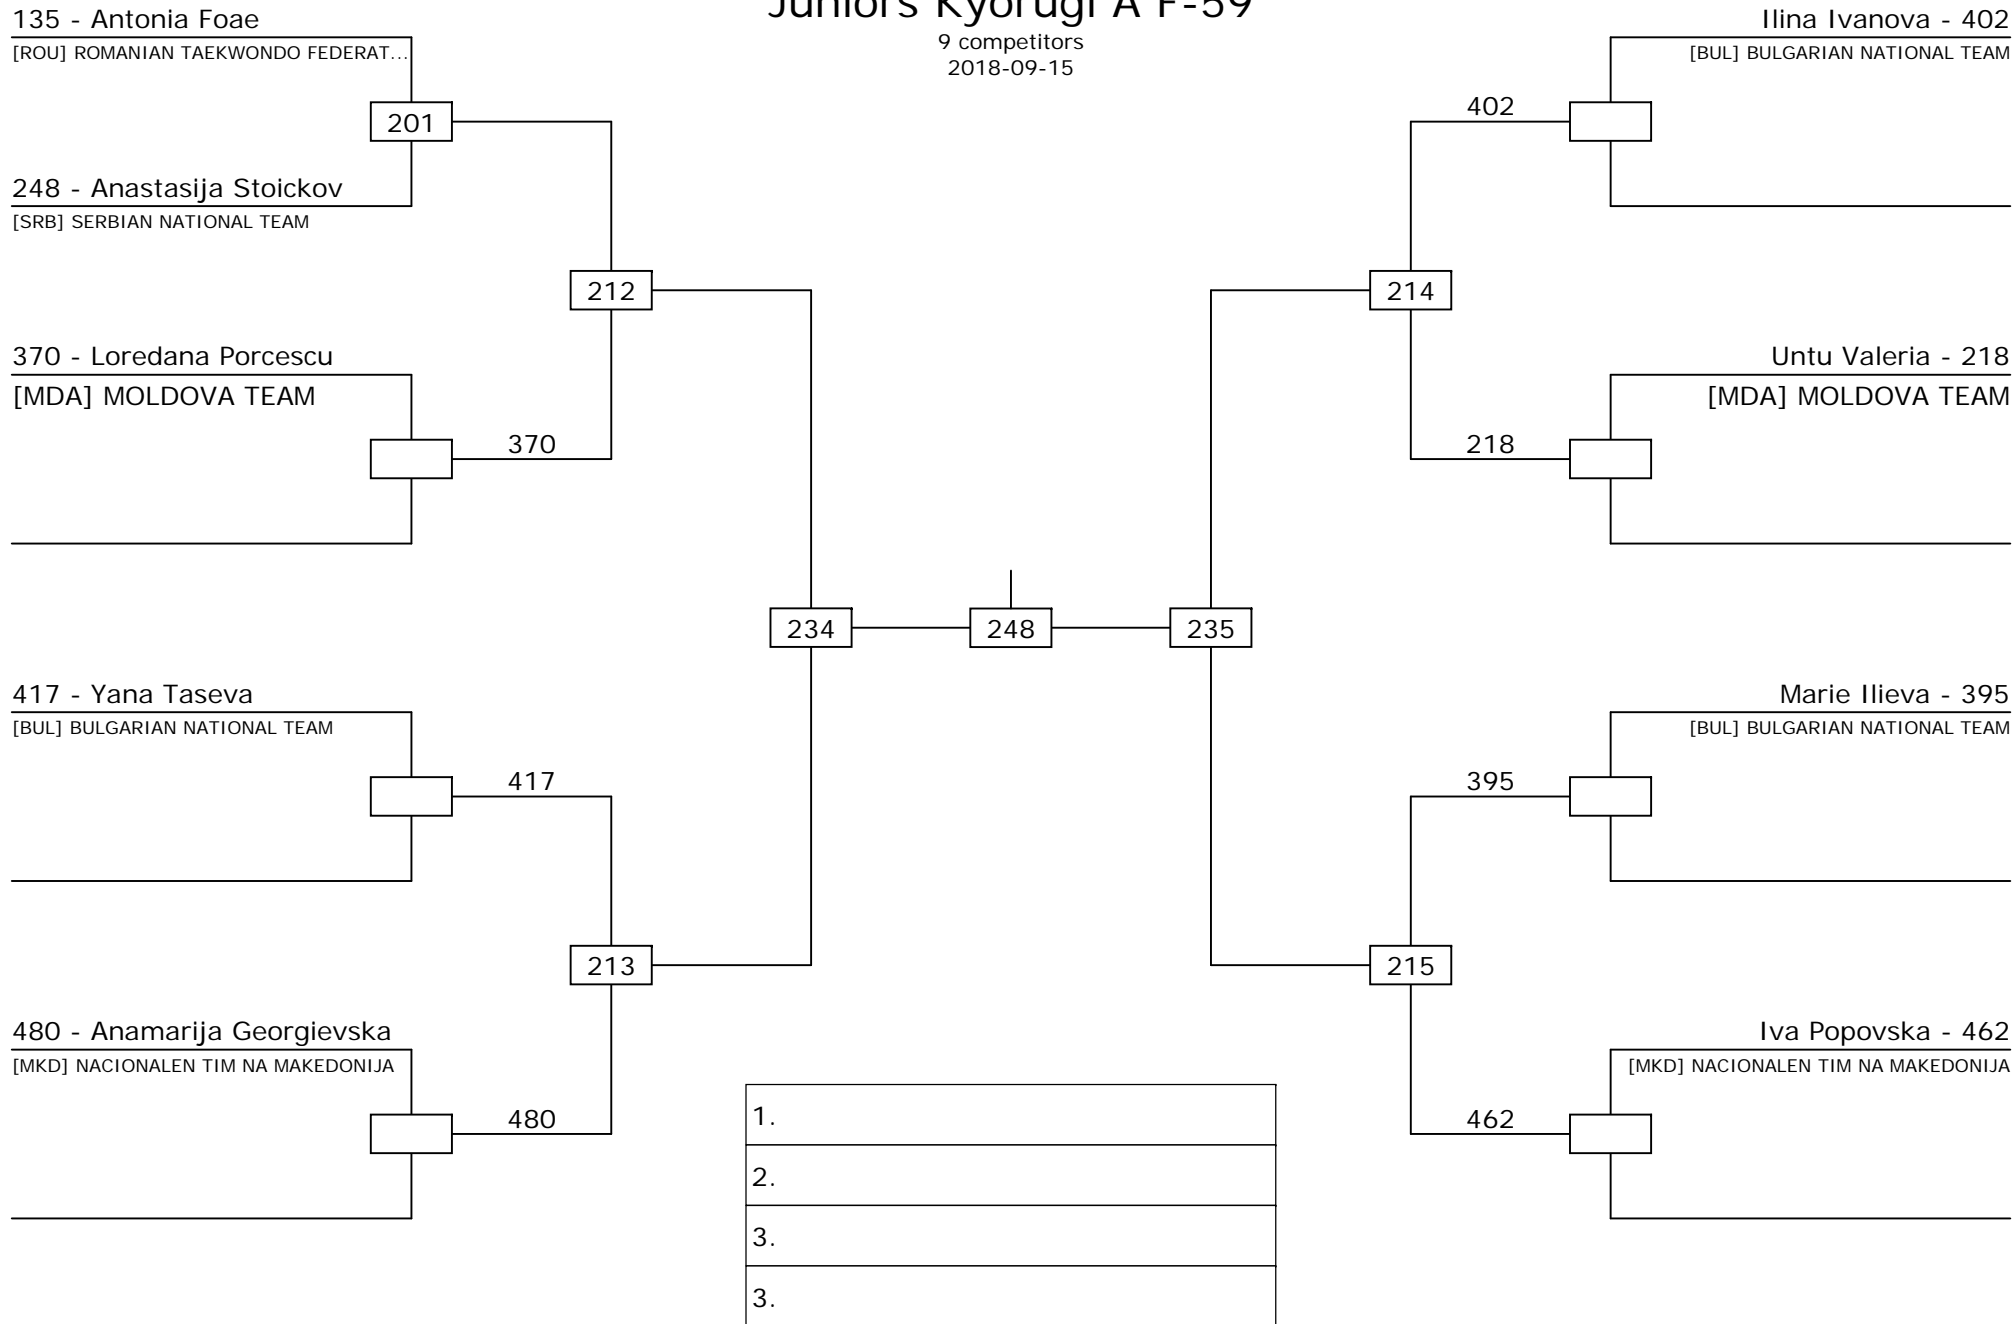 Juniors Kyorugi A F-59
9 competitors
2018-09-15
135 - Antonia Foae
[ROU] ROMANIAN TAEKWONDO FEDERAT...
201
248 - Anastasija Stoickov
[SRB] SERBIAN NATIONAL TEAM
212
370 - Loredana Porcescu
[MDA] MOLDOVA TEAM
370
234
417 - Yana Taseva
[BUL] BULGARIAN NATIONAL TEAM
417
213
480 - Anamarija Georgievska
[MKD] NACIONALEN TIM NA MAKEDONIJA
480
248
Ilina Ivanova - 402
[BUL] BULGARIAN NATIONAL TEAM
402
214
Untu Valeria - 218
[MDA] MOLDOVA TEAM
218
235
Marie Ilieva - 395
[BUL] BULGARIAN NATIONAL TEAM
395
215
Iva Popovska - 462
[MKD] NACIONALEN TIM NA MAKEDONIJA
462
1.
2.
3.
3.